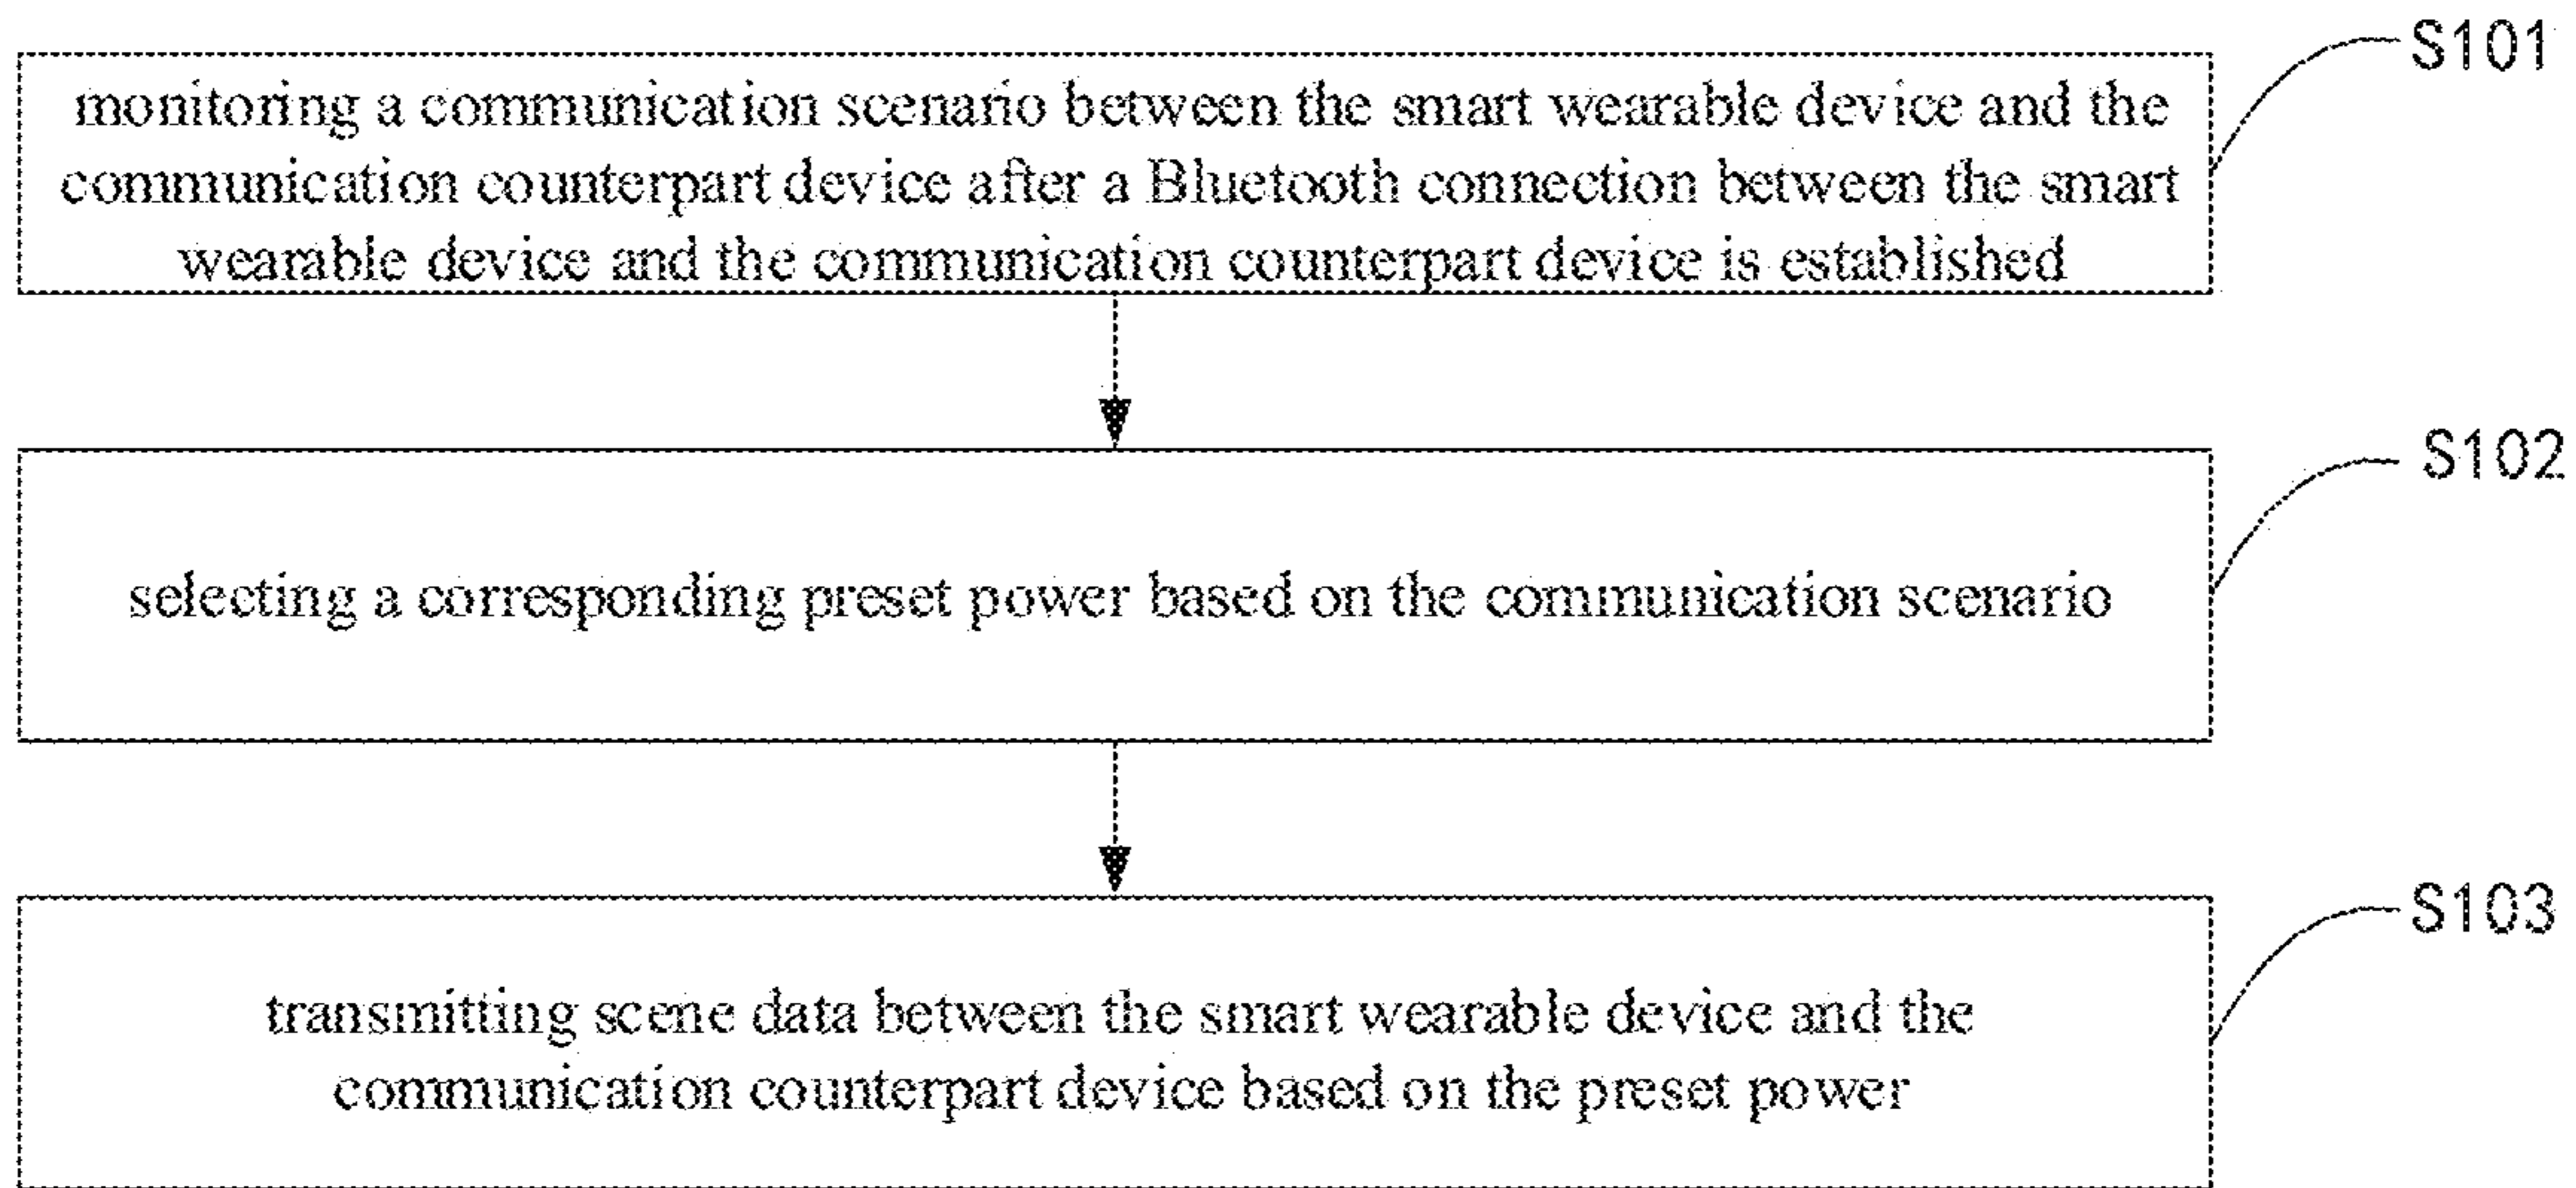 S101
monitoring a communication scenario between the smart wearable device and the
communication counterpart device after a Bluetooth connection between the smart
wearable device and the communication counterpart device is established
S102
selecting a corresponding preset power based on the communication scenario
S103
transmitting scene data between the smart wearable device and the
communication counterpart device based on the preset power